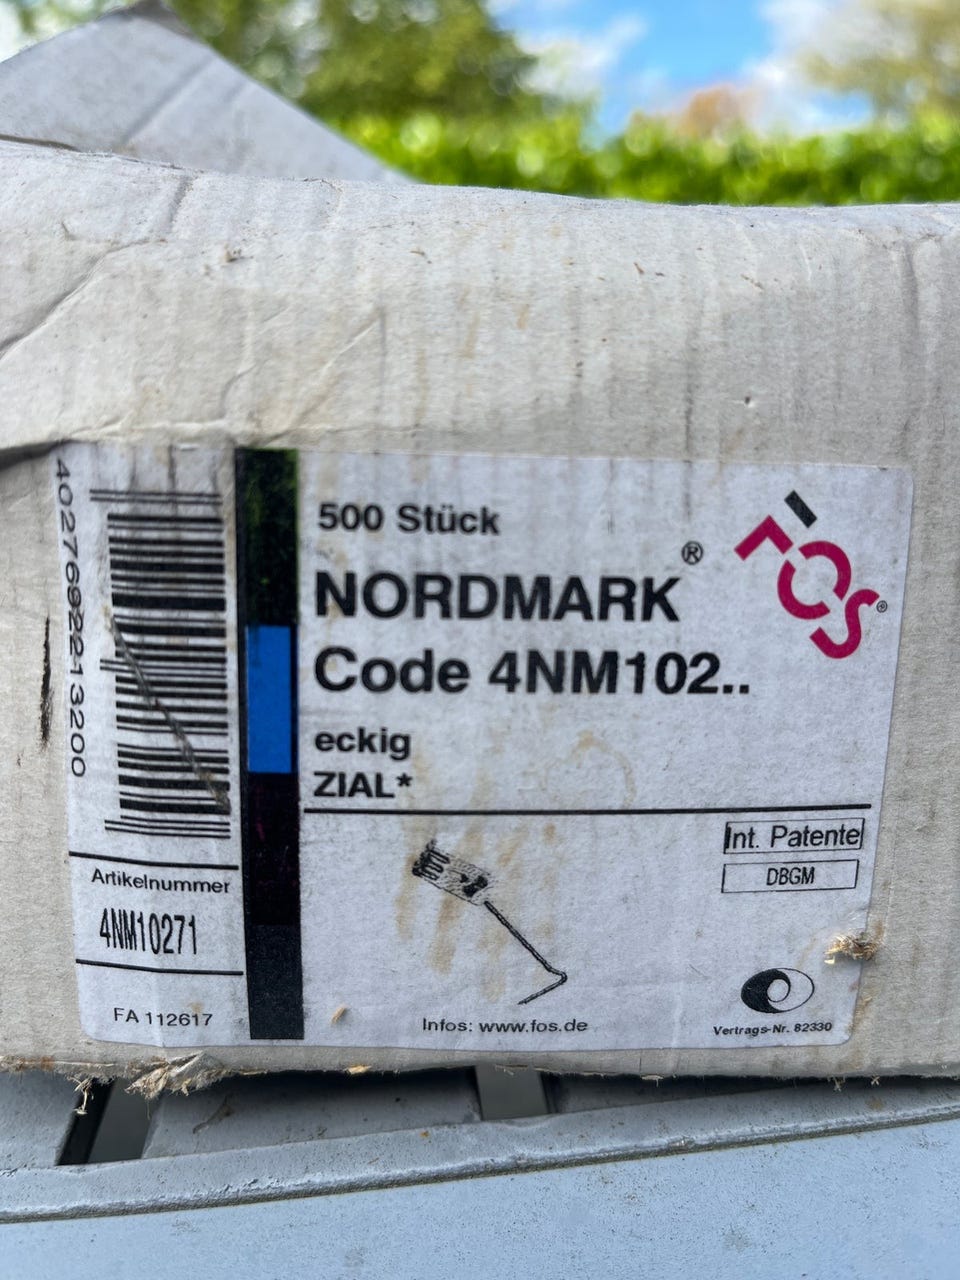 4027692213200
500 Stück
NORDMARK®
Code 4NM102..
eckig
ZIAL*
FOS®
Artikelnummer
4NM10271
FA 112617
Int. Patente
DBGM
Infos: www.fos.de
Vertrags-Nr. 82330